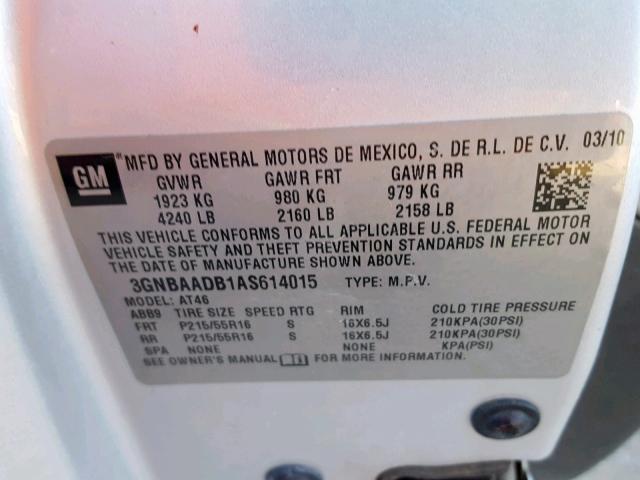 GM MFD BY GENERAL MOTORS DE MEXICO, S. DE R.L. DE C.V. 03/10
GVWR GAWR FRT GAWR RR
1923 KG 980 KG 979 KG
4240 LB 2160 LB 2158 LB
THIS VEHICLE CONFORMS TO ALL APPLICABLE U.S. FEDERAL MOTOR
VEHICLE SAFETY AND THEFT PREVENTION STANDARDS IN EFFECT ON
THE DATE OF MANUFACTURE SHOWN ABOVE.
3GNBAADB1AS614015 TYPE: M.P.V.
MODEL: AT46
ABB9 TIRE SIZE SPEED RTG RIM COLD TIRE PRESSURE
FRT P215/55R16 S 16X6.5J 210KPA(30PSI)
RR P215/55R16 S 16X6.5J 210KPA(30PSI)
SPA NONE NONE KPA(PSI)
SEE OWNER'S MANUAL FOR MORE INFORMATION.